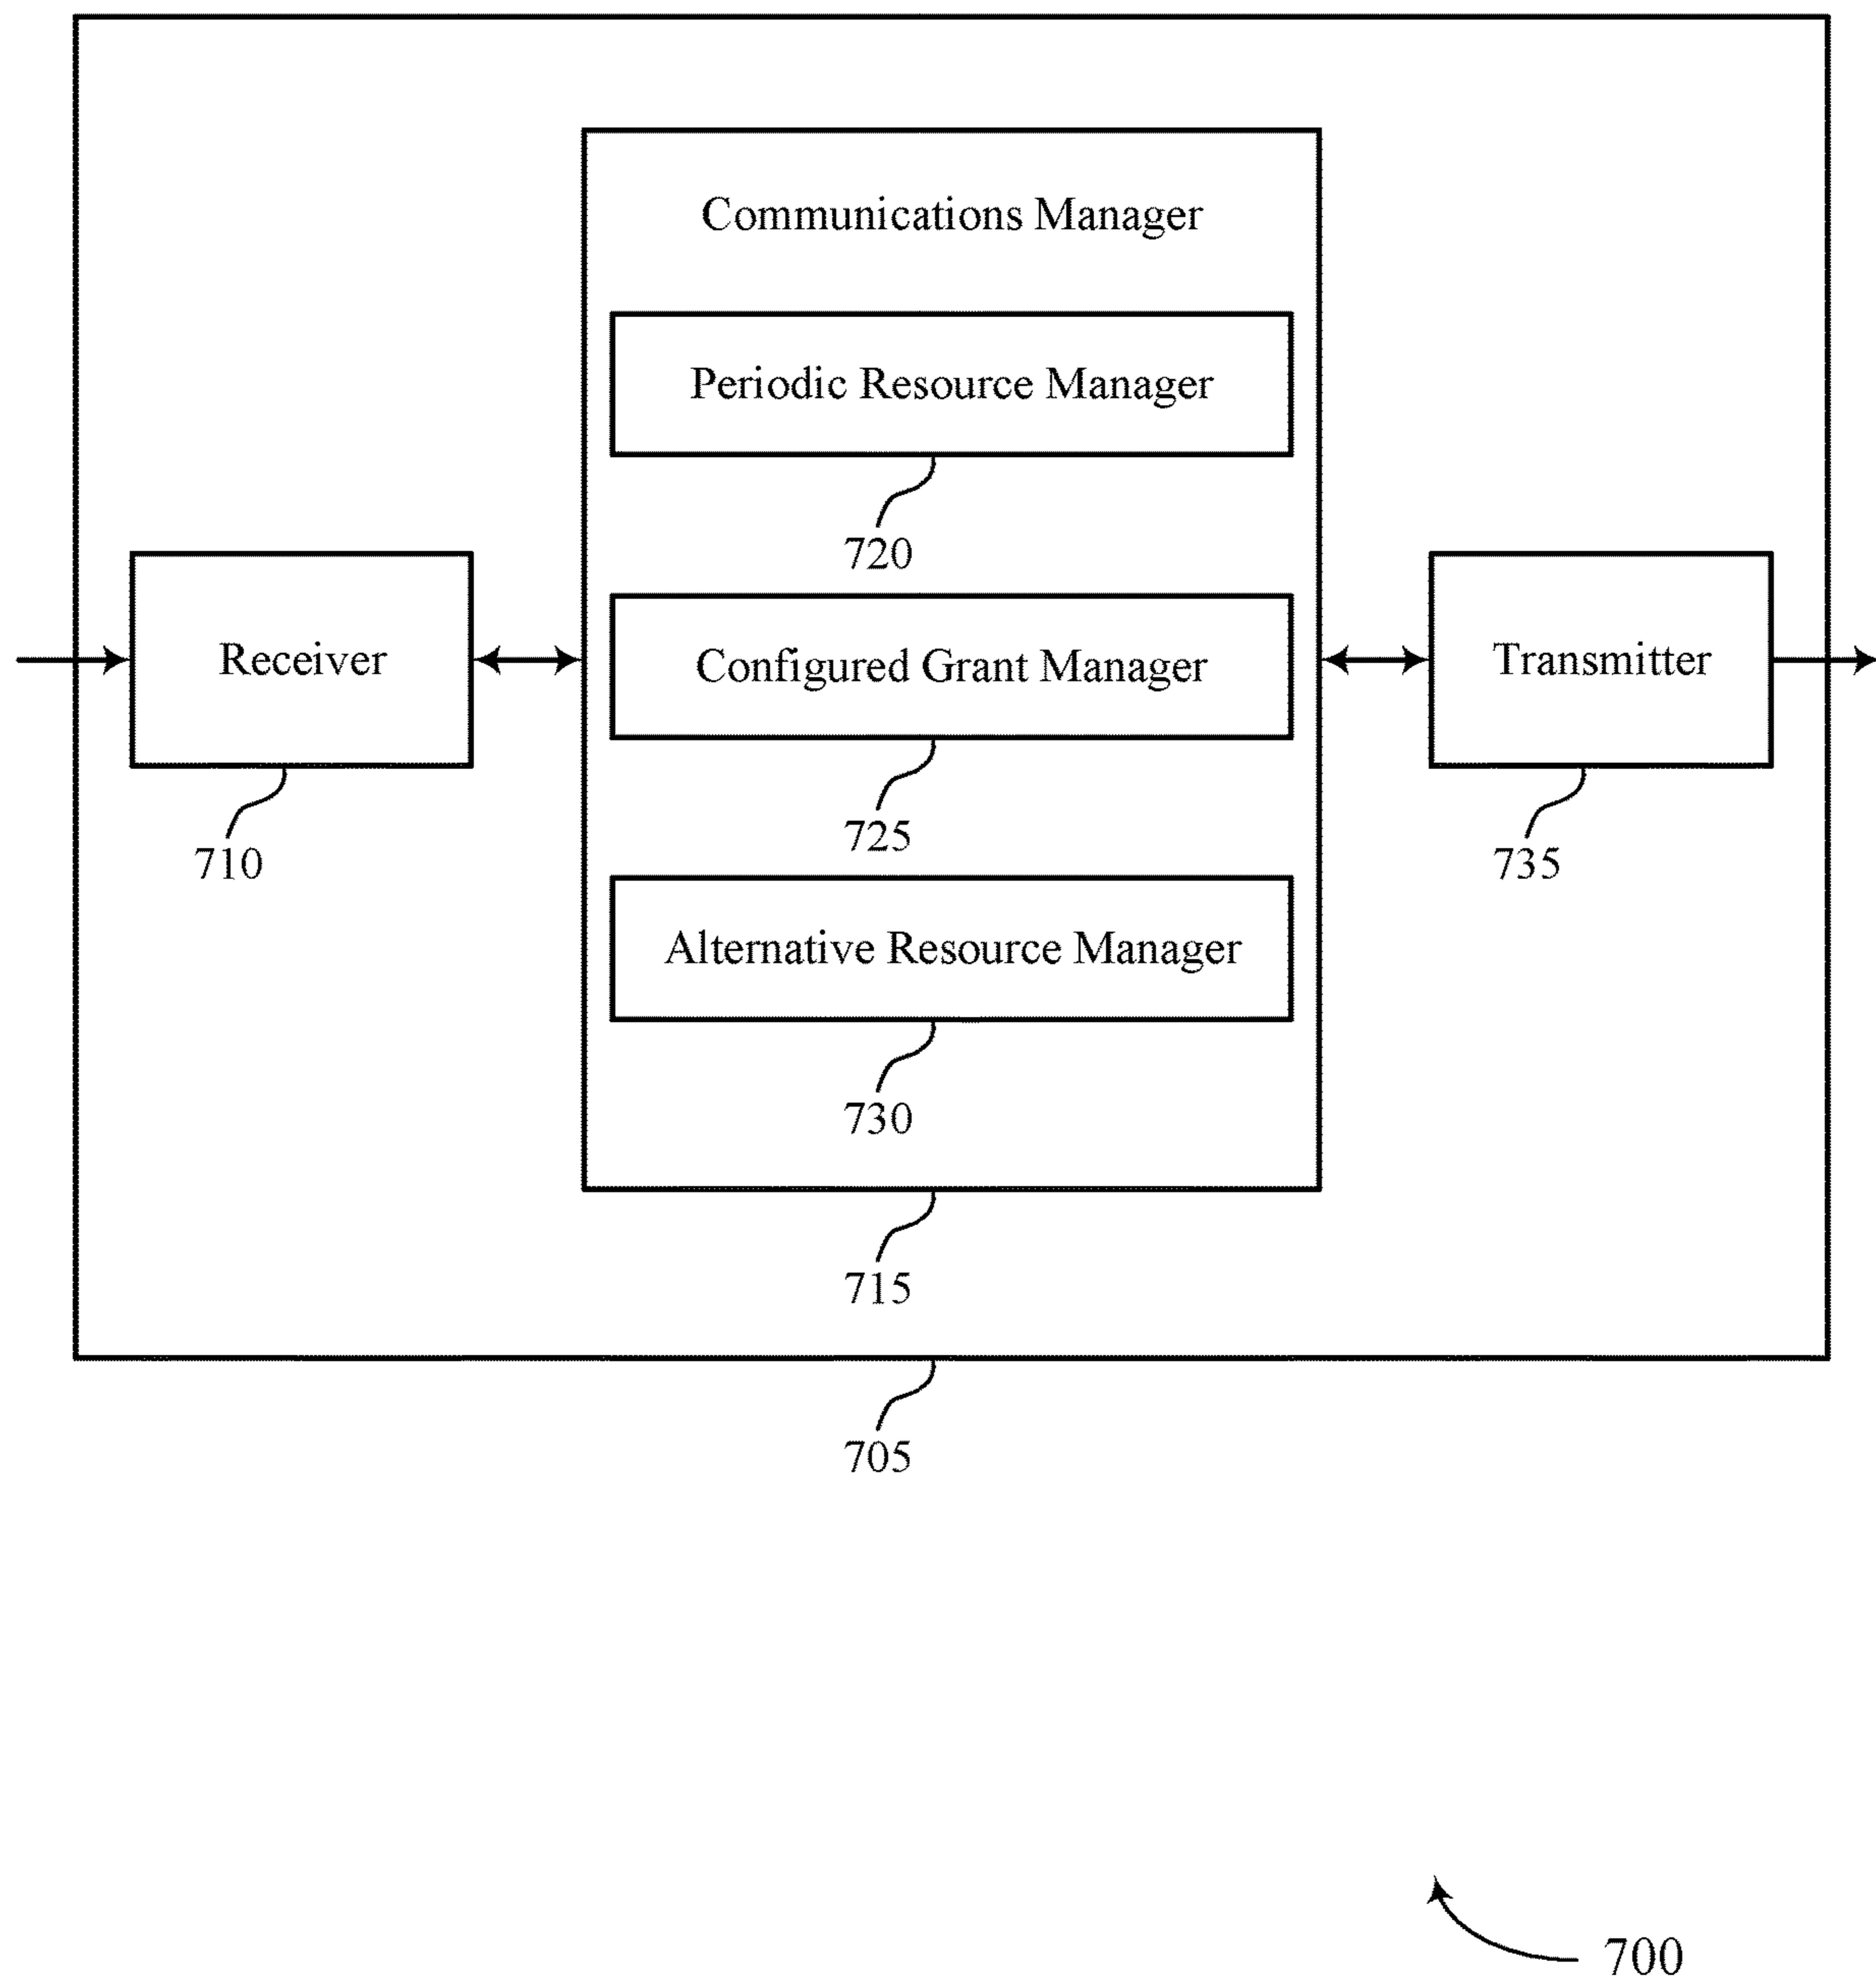 Communications Manager
Periodic Resource Manager
720
Receiver
710
Configured Grant Manager
725
Transmitter
735
Alternative Resource Manager
730
715
705
700